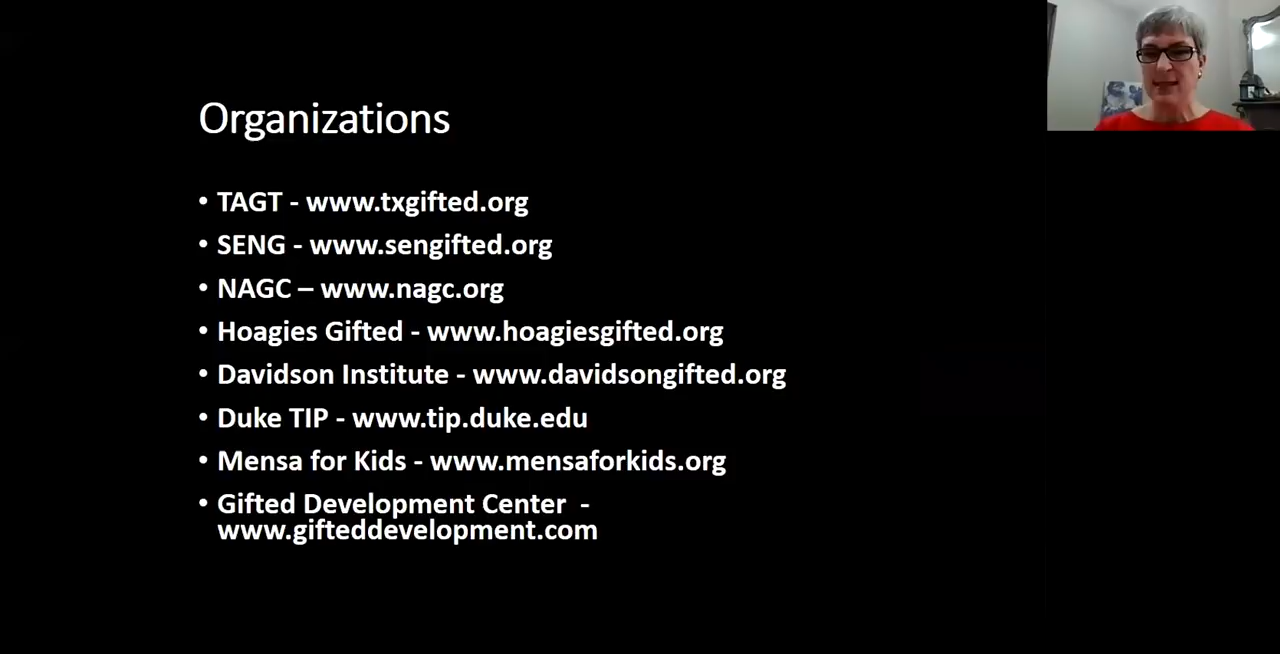 Organizations
• TAGT - www.txgifted.org
• SENG - www.sengifted.org
• NAGC – www.nagc.org
• Hoagies Gifted - www.hoagiesgifted.org
• Davidson Institute - www.davidsongifted.org
• Duke TIP - www.tip.duke.edu
• Mensa for Kids - www.mensaforkids.org
• Gifted Development Center  -
www.gifteddevelopment.com